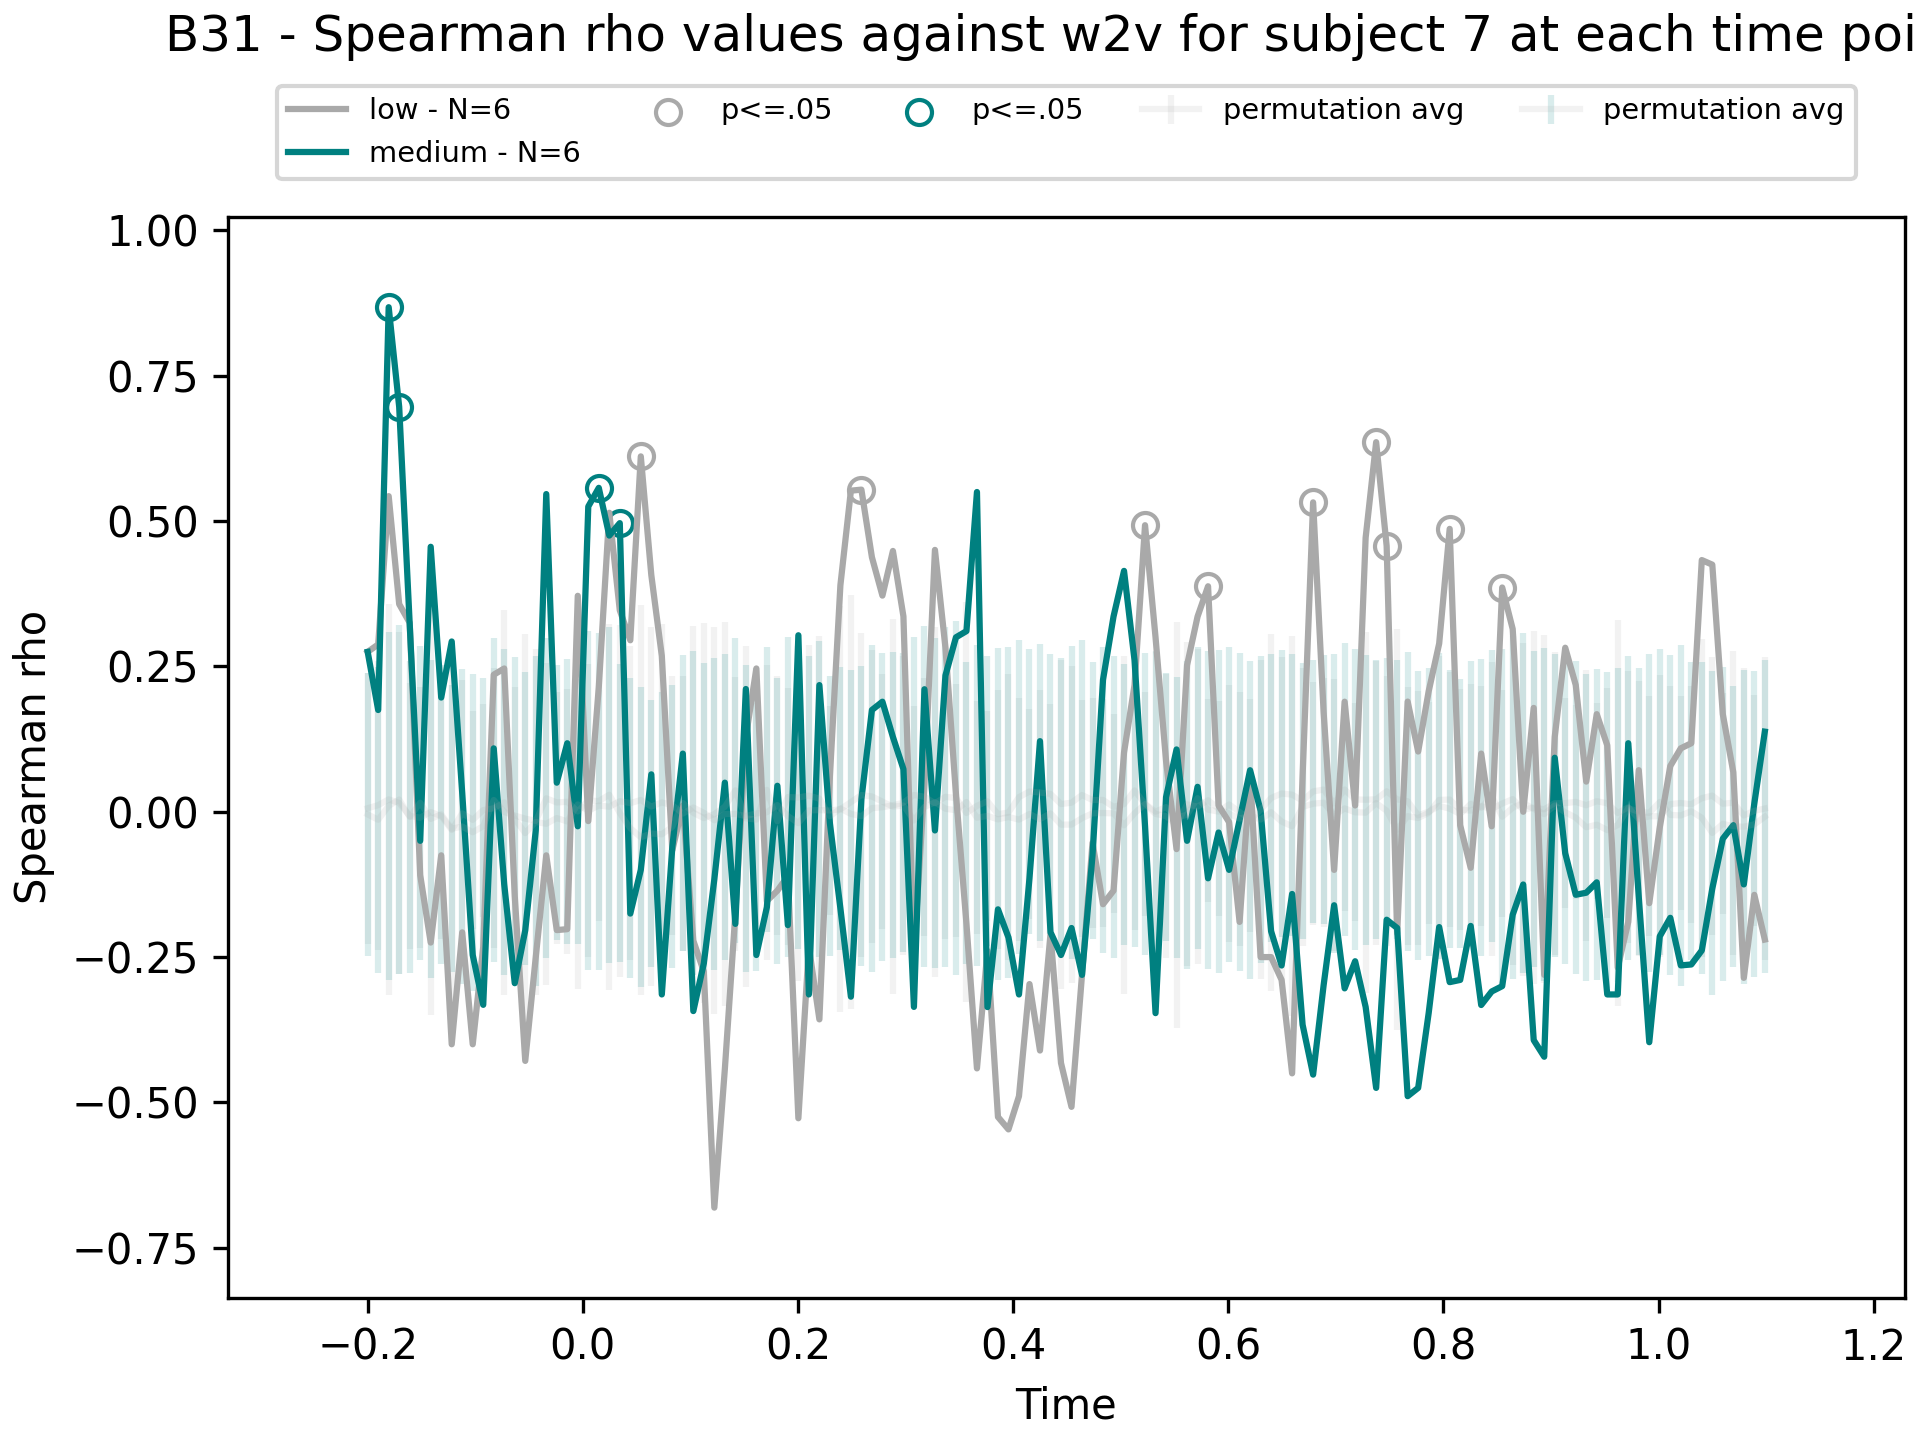 B31 - Spearman rho values against w2v for subject 7 at each time poi
low - N=6
medium - N=6
p<=.05
p<=.05
permutation avg
permutation avg
1.00
0.75
0.50
0.25
0.00
−0.25
−0.50
−0.75
Spearman rho
−0.2 0.0 0.2 0.4 0.6 0.8 1.0 1.2
Time